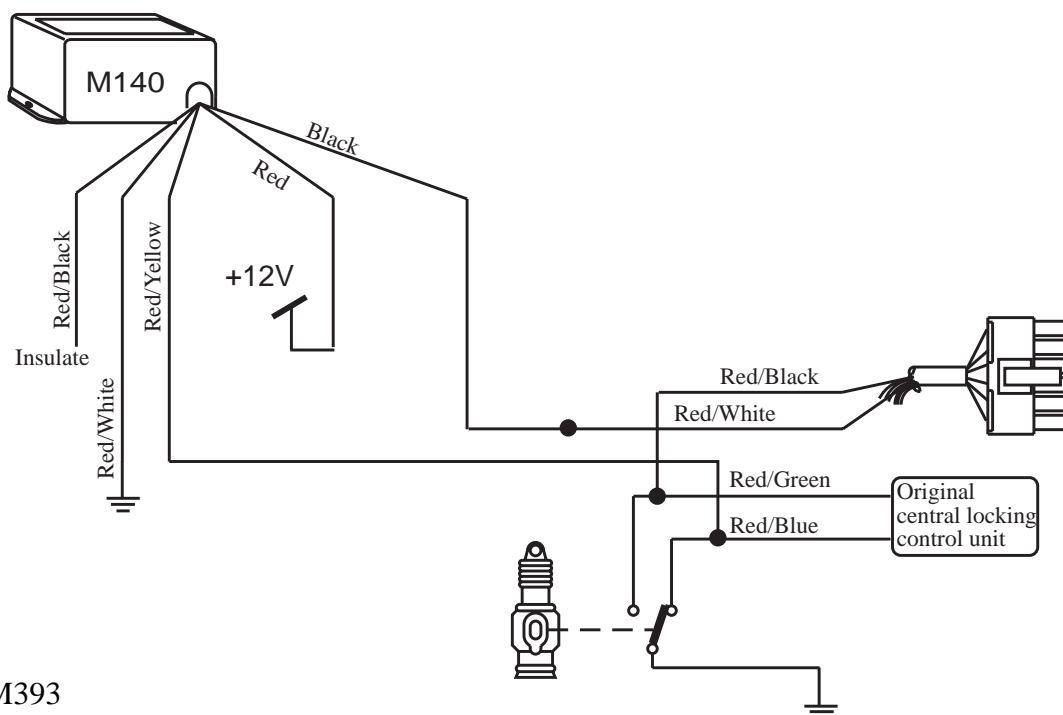 M140
Black
Red
Red/Black
Red/Yellow
+12V
Insulate
Red/White
Red/Black
Red/White
Red/Green
Red/Blue
Original
central locking
control unit
M393